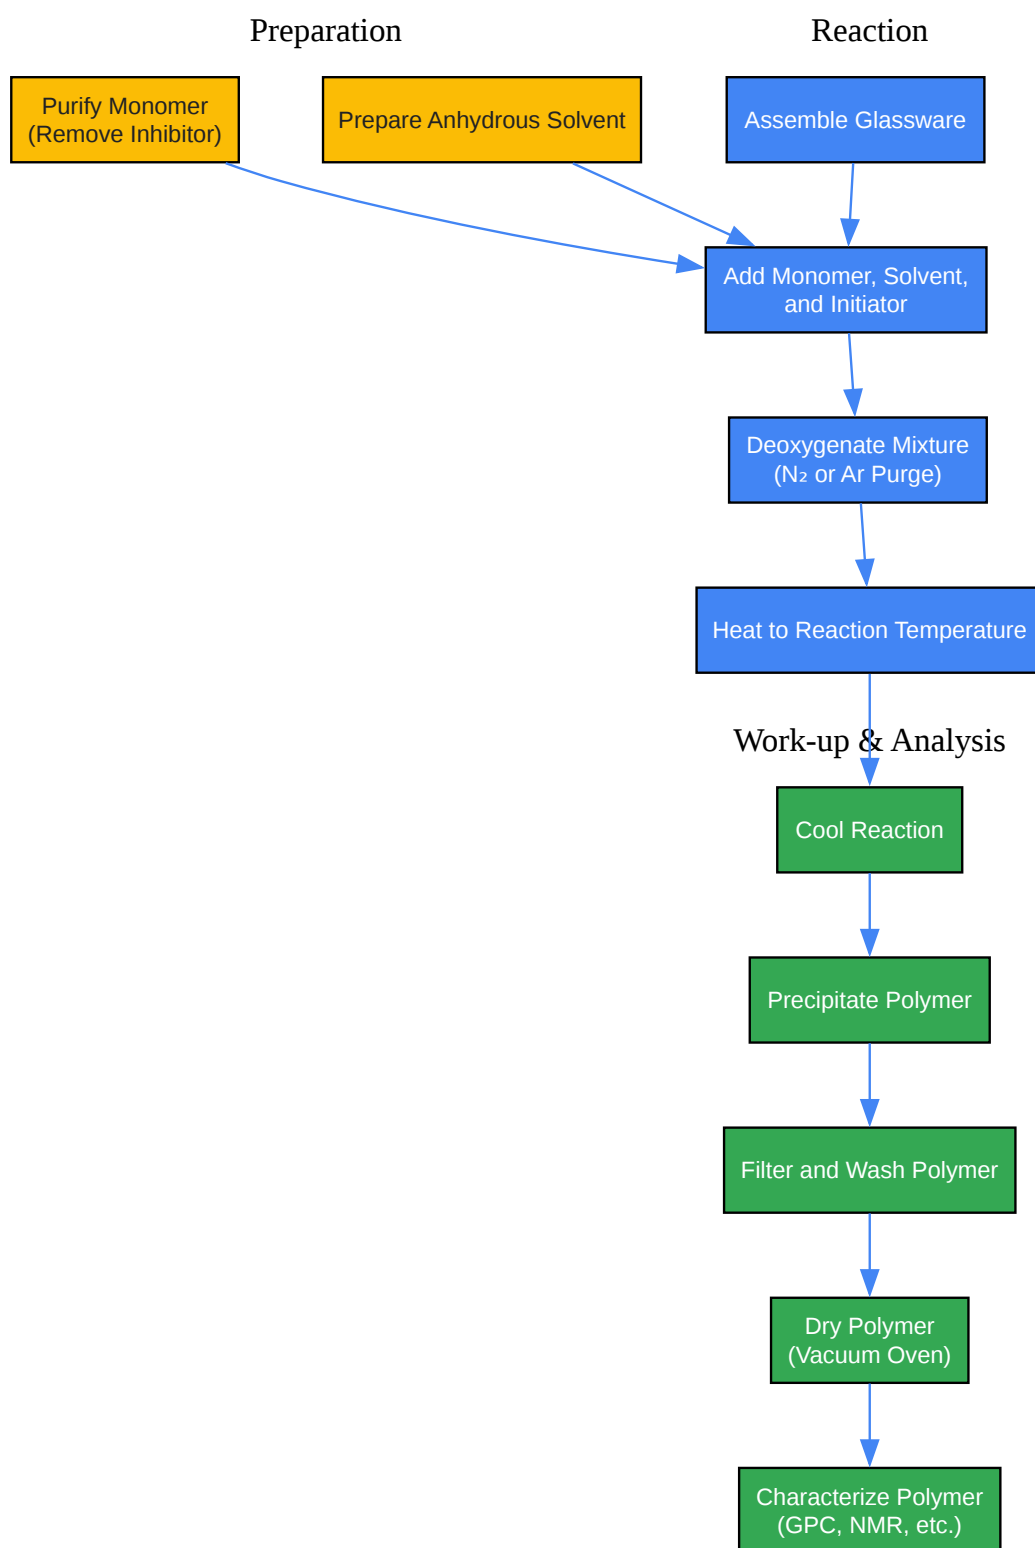 Preparation
Reaction
Purify Monomer
(Remove Inhibitor)
Prepare Anhydrous Solvent
Assemble Glassware
Add Monomer, Solvent,
and Initiator
Deoxygenate Mixture
(N₂ or Ar Purge)
Heat to Reaction Temperature
Work-up & Analysis
Cool Reaction
Precipitate Polymer
Filter and Wash Polymer
Dry Polymer
(Vacuum Oven)
Characterize Polymer
(GPC, NMR, etc.)